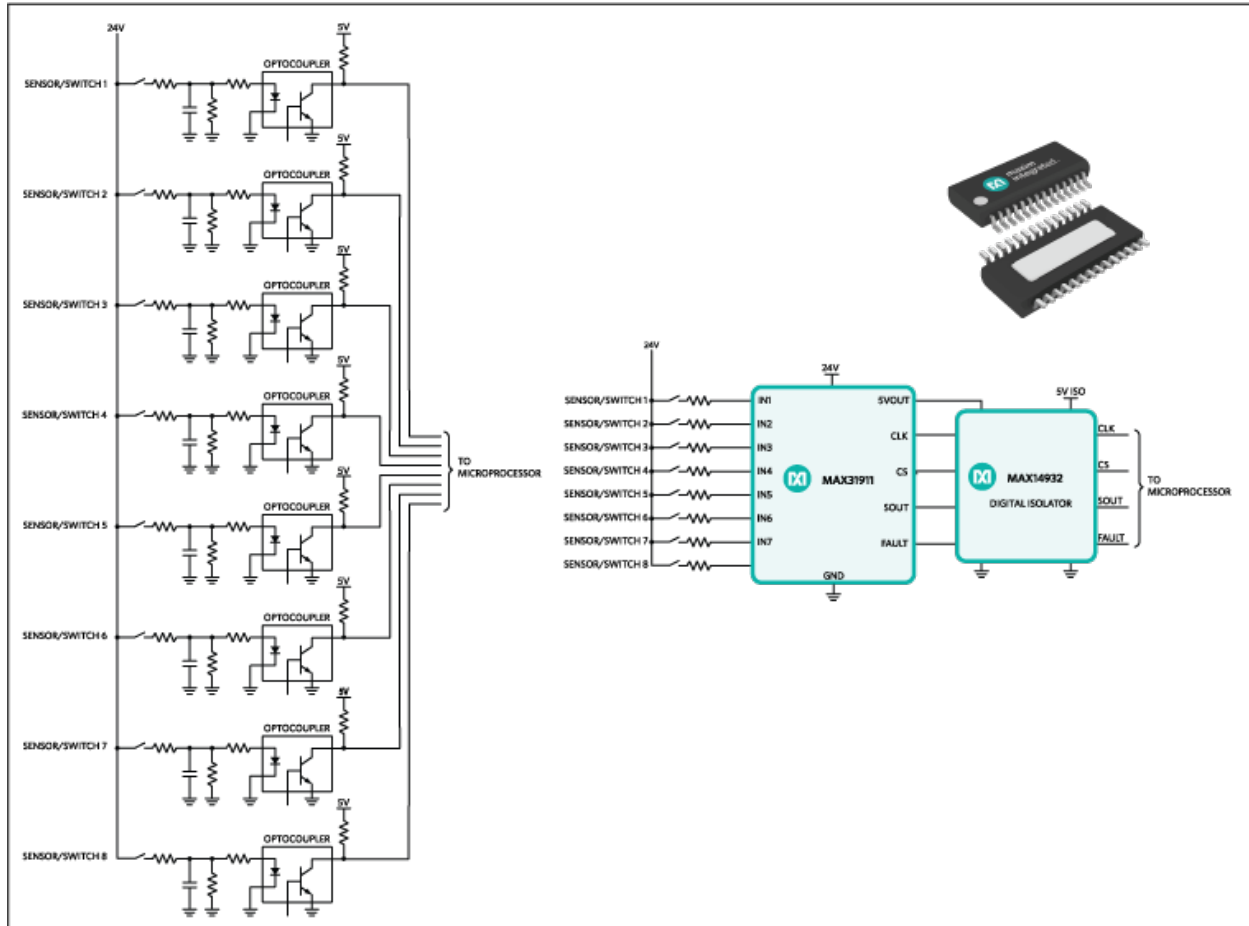 24V
5V
OPTOCOUPLER
SENSOR/SWITCH 1
5V
OPTOCOUPLER
SENSOR/SWITCH 2
5V
OPTOCOUPLER
SENSOR/SWITCH 3
5V
OPTOCOUPLER
SENSOR/SWITCH 4
TO
MICROPROCESSOR
5V
OPTOCOUPLER
SENSOR/SWITCH 5
5V
OPTOCOUPLER
SENSOR/SWITCH 6
5V
OPTOCOUPLER
SENSOR/SWITCH 7
5V
OPTOCOUPLER
SENSOR/SWITCH 8
maxim
integrated.
24V
24V
SENSOR/SWITCH 1
SENSOR/SWITCH 2
SENSOR/SWITCH 3
SENSOR/SWITCH 4
SENSOR/SWITCH 5
SENSOR/SWITCH 6
SENSOR/SWITCH 7
SENSOR/SWITCH 8
IN1
IN2
IN3
IN4
IN5
IN6
IN7
MAX31911
5VOUT
CLK
CS
SOUT
FAULT
GND
5V ISO
MAX14932
DIGITAL ISOLATOR
CLK
CS
SOUT
FAULT
TO
MICROPROCESSOR